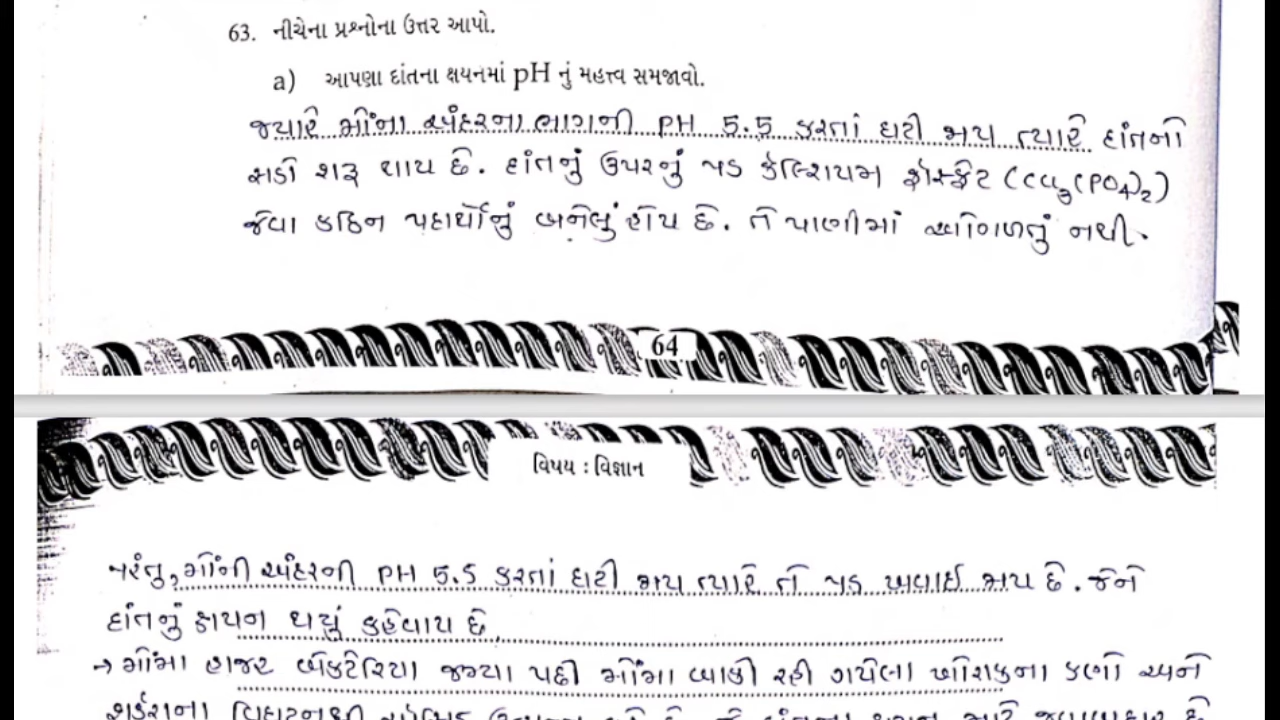 63. નીચેના પ્રશ્નોના ઉત્તર આપો.
a) આપણા દાંતના ક્ષયનમાં pH નું મહત્ત્વ સમજાવો.
જ્યારે મોંના અંદરના ભાગની PH 5.5 કરતાં ઘટી જાય ત્યારે દાંતનો
સડો શરૂ થાય છે. દાંતનું ઉપરનું પડ કેલ્શિયમ ફોસ્ફેટ (Ca₃(PO₄)₂)
જેવા કઠિન પદાર્થોનું બનેલું હોય છે. તે પાણીમાં ઓગળતું નથી.
64
વિષય : વિજ્ઞાન
પરંતુ, મોંની અંદરની PH 5.5 કરતાં ઘટી જાય ત્યારે તે પડ ખવાઈ જાય છે. જેને
દાંતનું ક્ષયન થયું કહેવાય છે.
→ મોંમા હાજર બેક્ટેરિયા જમ્યા પછી મોંમા બાકી રહી ગયેલા ખોરાકના કણો અને
શર્કરાના